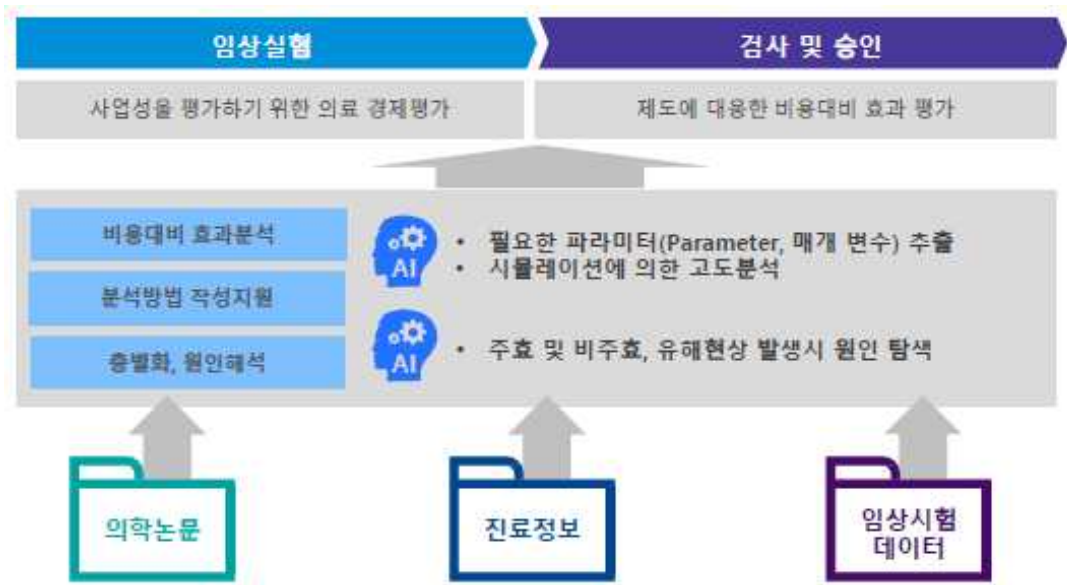 임상실험
검사 및 승인
사업성을 평가하기 위한 의료 경제평가
제도에 대응한 비용대비 효과 평가
비용대비 효과분석
분석방법 작성지원
층별화, 원인해석
AI
• 필요한 파라미터(Parameter, 매개 변수) 추출
• 시뮬레이션에 의한 고도분석
AI
• 주효 및 비주효, 유해현상 발생시 원인 탐색
의학논문
진료정보
임상시험
데이터